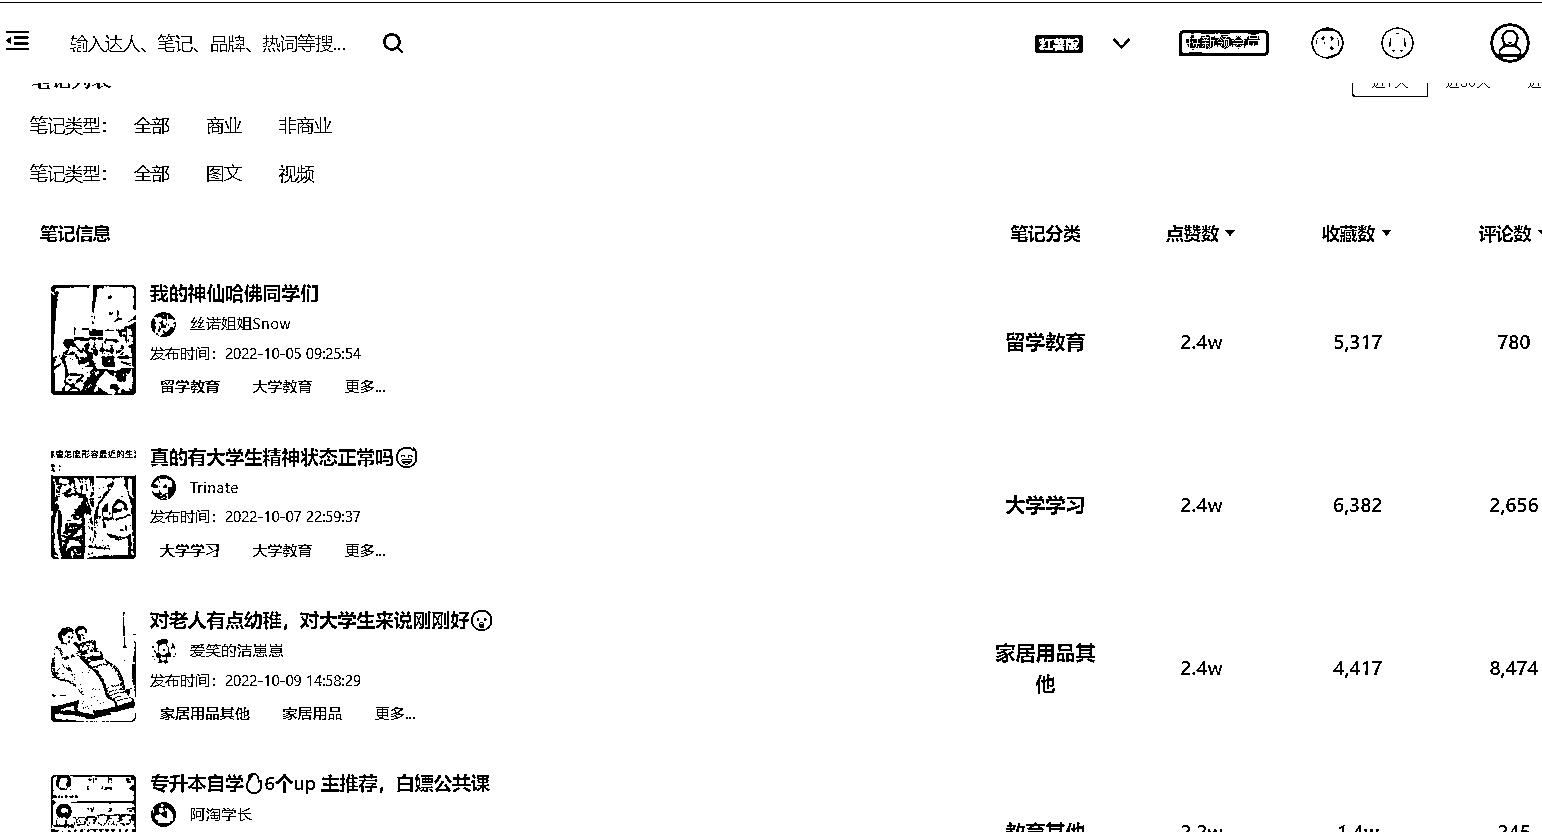 输入达人、笔记、品牌、热词等搜...
红薯版
笔记列表
近7天 近30天 近
笔记类型： 全部 商业 非商业
笔记类型： 全部 图文 视频
笔记信息 笔记分类 点赞数 收藏数 评论数
我的神仙哈佛同学们
丝诺姐姐Snow
发布时间：2022-10-05 09:25:54
留学教育 大学教育 更多...
留学教育 2.4w 5,317 780
真的有大学生精神状态正常吗
Trinate
发布时间：2022-10-07 22:59:37
大学学习 大学教育 更多...
大学学习 2.4w 6,382 2,656
对老人有点幼稚，对大学生来说刚刚好
爱笑的洁崽崽
发布时间：2022-10-09 14:58:29
家居用品其他 家居用品 更多...
家居用品其他 2.4w 4,417 8,474
专升本自学6个up 主推荐，白嫖公共课
阿淘学长
教育其他 2.2w 1.4w 345